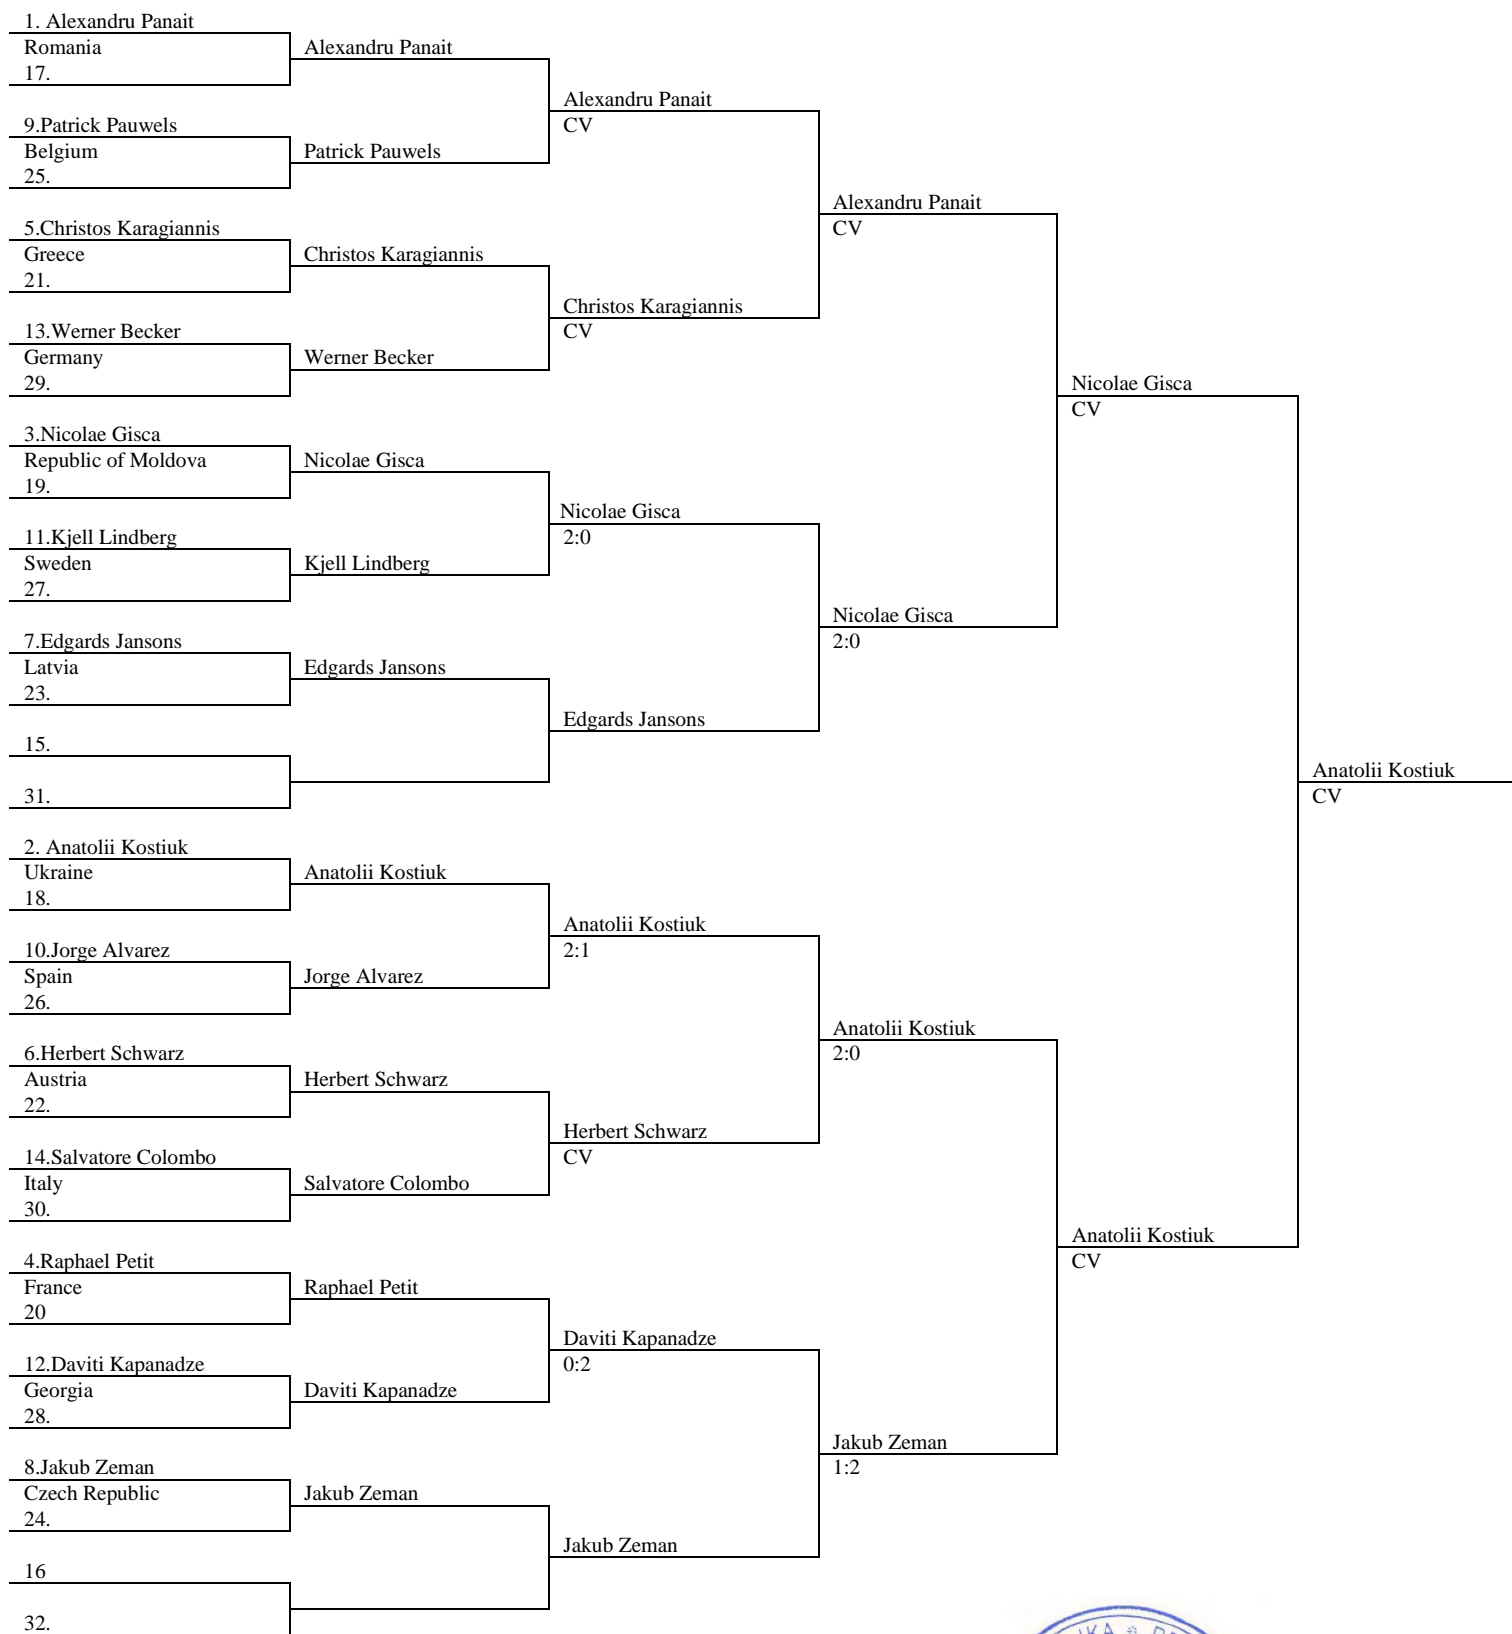 1. Alexandru Panait
Romania
17.
Alexandru Panait
Alexandru Panait
CV
9.Patrick Pauwels
Belgium
25.
Patrick Pauwels
Alexandru Panait
CV
5.Christos Karagiannis
Greece
21.
Christos Karagiannis
Christos Karagiannis
CV
13.Werner Becker
Germany
29.
Werner Becker
Nicolae Gisca
CV
3.Nicolae Gisca
Republic of Moldova
19.
Nicolae Gisca
Nicolae Gisca
2:0
11.Kjell Lindberg
Sweden
27.
Kjell Lindberg
Nicolae Gisca
2:0
7.Edgards Jansons
Latvia
23.
Edgards Jansons
Edgards Jansons
15.
31.
Anatolii Kostiuk
CV
2. Anatolii Kostiuk
Ukraine
18.
Anatolii Kostiuk
Anatolii Kostiuk
2:1
10.Jorge Alvarez
Spain
26.
Jorge Alvarez
Anatolii Kostiuk
2:0
6.Herbert Schwarz
Austria
22.
Herbert Schwarz
Herbert Schwarz
CV
14.Salvatore Colombo
Italy
30.
Salvatore Colombo
Anatolii Kostiuk
CV
4.Raphael Petit
France
20
Raphael Petit
Daviti Kapanadze
0:2
12.Daviti Kapanadze
Georgia
28.
Daviti Kapanadze
Jakub Zeman
1:2
8.Jakub Zeman
Czech Republic
24.
Jakub Zeman
Jakub Zeman
16
32.